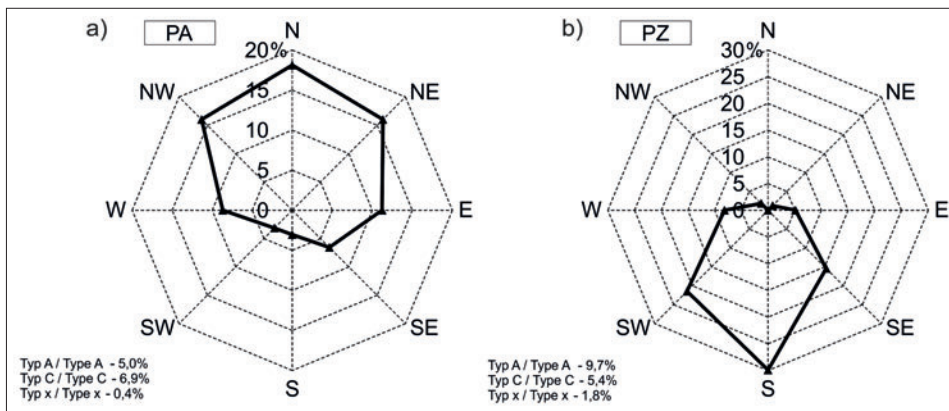 a) PA
N
20%
NW
NE
15
10
5
W
0
E
SW
SE
S
Typ A / Type A - 5,0%
Typ C / Type C - 6,9%
Typ x / Type x - 0,4%
b) PZ
N
30%
NW
NE
25
20
15
10
5
W
0
E
SW
SE
S
Typ A / Type A - 9,7%
Typ C / Type C - 5,4%
Typ x / Type x - 1,8%